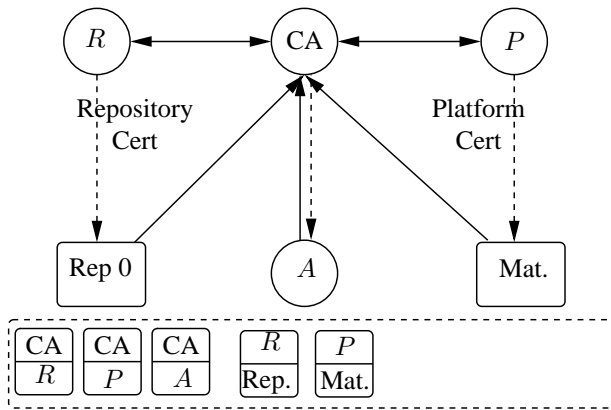 R CA P
Repository
Cert
Platform
Cert
Rep 0 A Mat.
CA CA CA R P
R P A Rep. Mat.